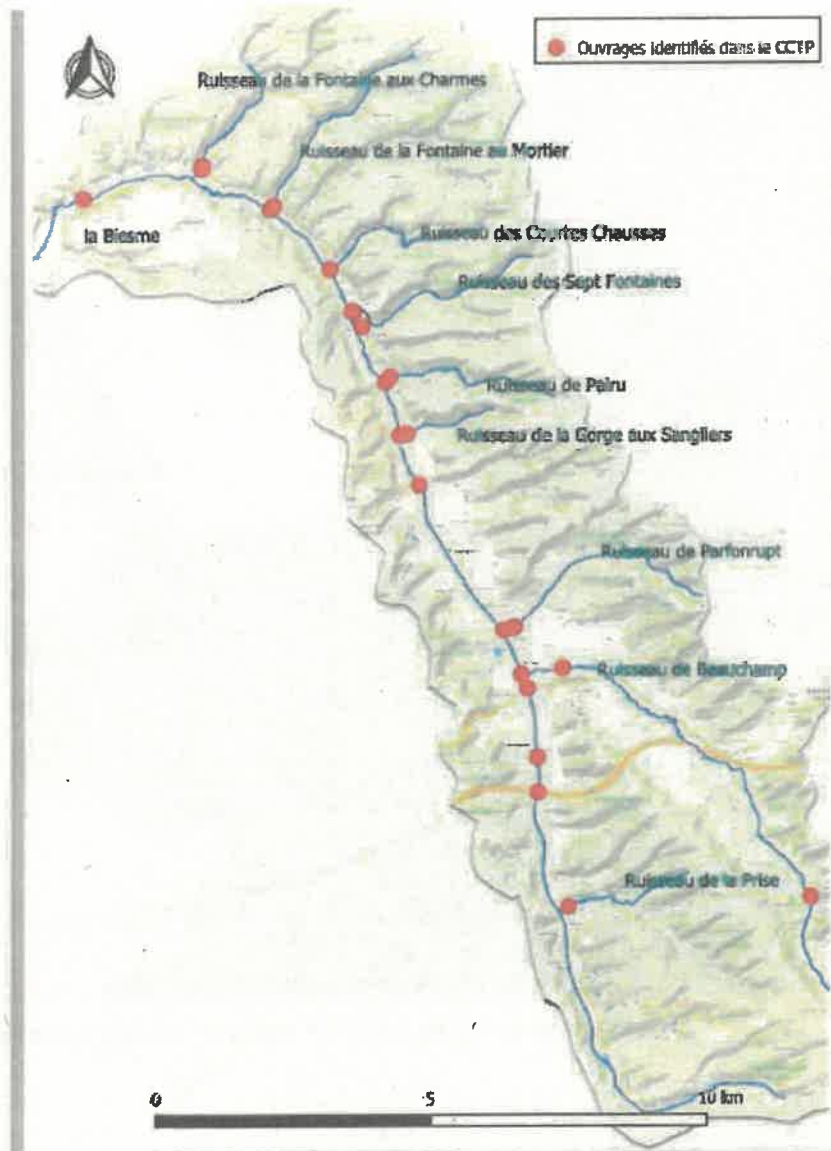 Ouvrages identifiés dans le CCTP
Ruisseau de la Fontaine aux Charmes
Ruisseau de la Fontaine au Mortier
la Biesme
Ruisseau des Courtes Chausses
Ruisseau des Sept Fontaines
Ruisseau de Pairu
Ruisseau de la Gorge aux Sangliers
Ruisseau de Parfonrupt
Ruisseau de Beauchamp
Ruisseau de la Prise
0 5 10 km